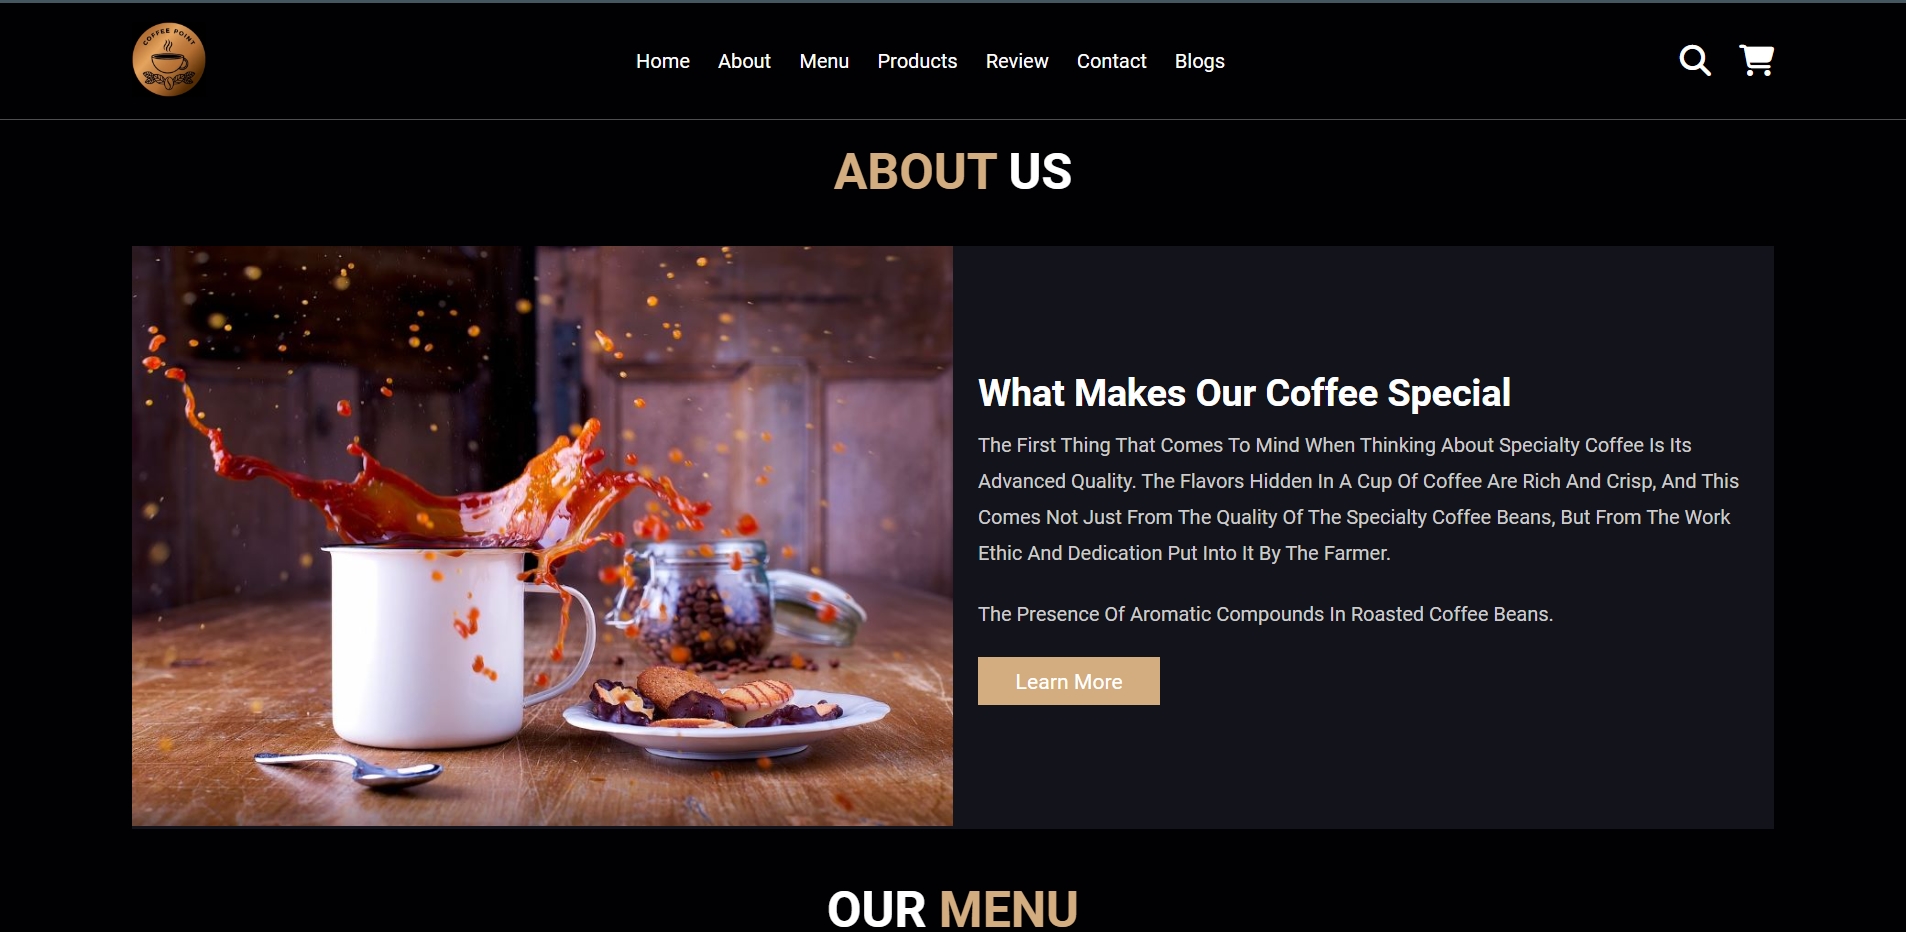 COFFEE POINT
Home About Menu Products Review Contact Blogs
ABOUT US
What Makes Our Coffee Special
The First Thing That Comes To Mind When Thinking About Specialty Coffee Is Its
Advanced Quality. The Flavors Hidden In A Cup Of Coffee Are Rich And Crisp, And This
Comes Not Just From The Quality Of The Specialty Coffee Beans, But From The Work
Ethic And Dedication Put Into It By The Farmer.
The Presence Of Aromatic Compounds In Roasted Coffee Beans.
Learn More
OUR MENU